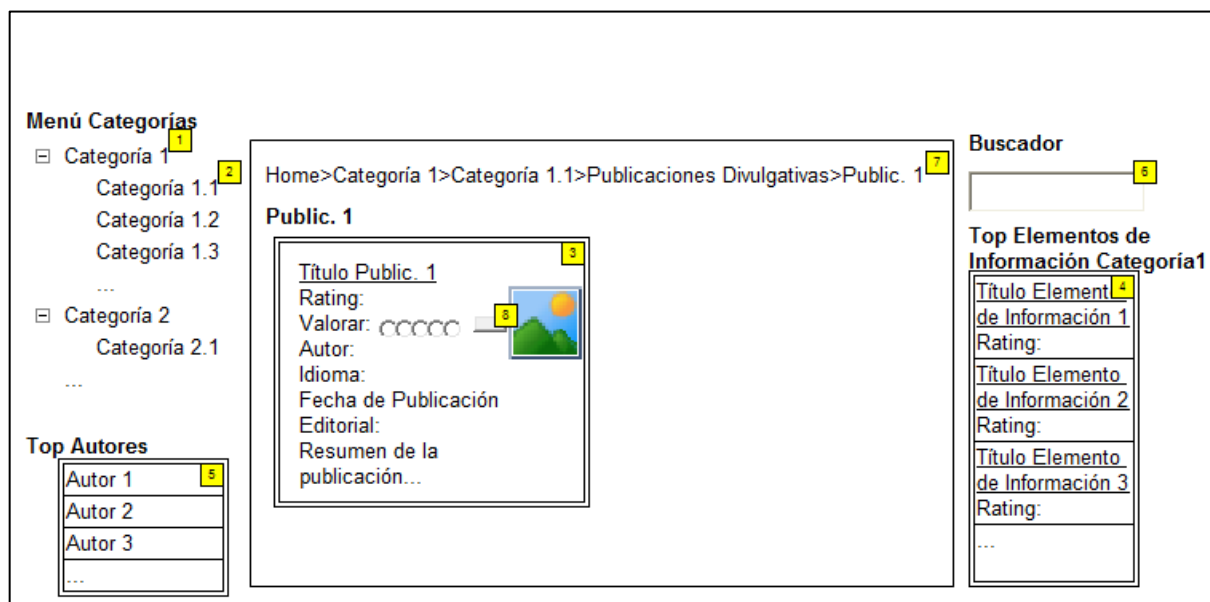 Menú Categorías
1
Categoría 1
2
Categoría 1.1
Categoría 1.2
Categoría 1.3
...
Categoría 2
Categoría 2.1
...
Top Autores
5
Autor 1
Autor 2
Autor 3
...
7
Home>Categoría 1>Categoría 1.1>Publicaciones Divulgativas>Public. 1
Public. 1
3
Título Public. 1
Rating:
Valorar:
8
Autor:
Idioma:
Fecha de Publicación
Editorial:
Resumen de la
publicación...
Buscador
6
Top Elementos de
Información Categoría1
4
Título Element
de Información 1
Rating:
Título Elemento
de Información 2
Rating:
Título Elemento
de Información 3
Rating:
...